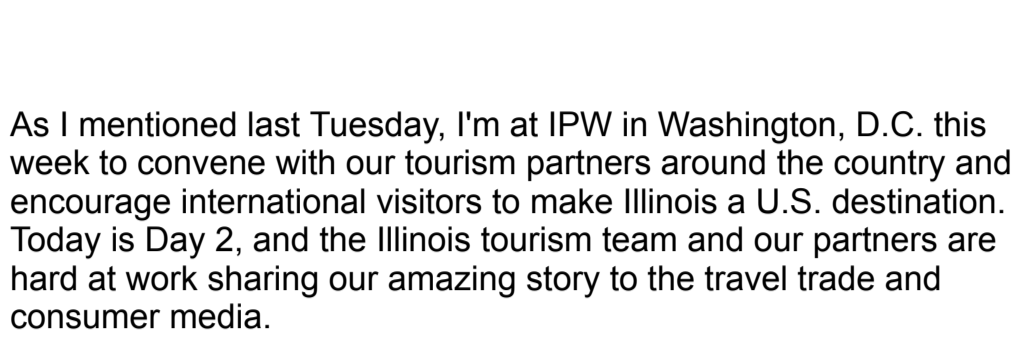 As I mentioned last Tuesday, I'm at IPW in Washington, D.C. this
week to convene with our tourism partners around the country and
encourage international visitors to make Illinois a U.S. destination.
Today is Day 2, and the Illinois tourism team and our partners are
hard at work sharing our amazing story to the travel trade and
consumer media.